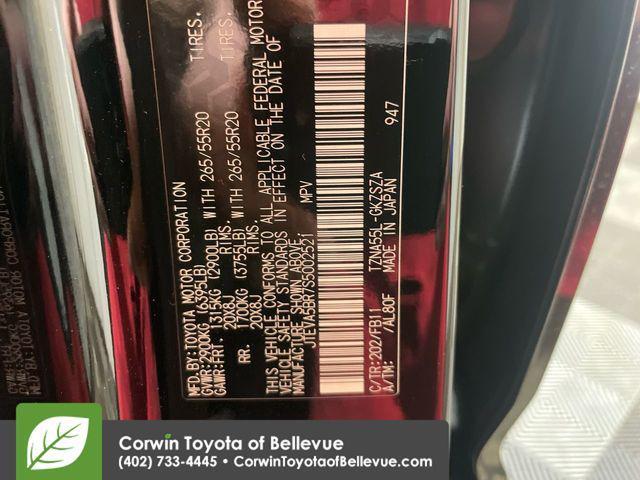 MFD.BY:TOYOTA MOTOR CORPORATION
GVWR:2900KG (6395LB)
GAWR:FRT. 1315KG (2900LB) WITH 265/55R20 TIRES.
20X8J RIMS
RR. 1700KG (3755LB) WITH 265/55R20 TIRES.
20X8J RIMS
THIS VEHICLE CONFORMS TO ALL APPLICABLE FEDERAL MOTOR
VEHICLE SAFETY STANDARDS IN EFFECT ON THE DATE OF
MANUFACTURE SHOWN ABOVE.
MPV
C/TR:202/FB11 TZNA55L-GKZSZA
A/TM: /AL80F MADE IN JAPAN 947
Corwin Toyota of Bellevue
(402) 733-4445 • CorwinToyotaofBellevue.com